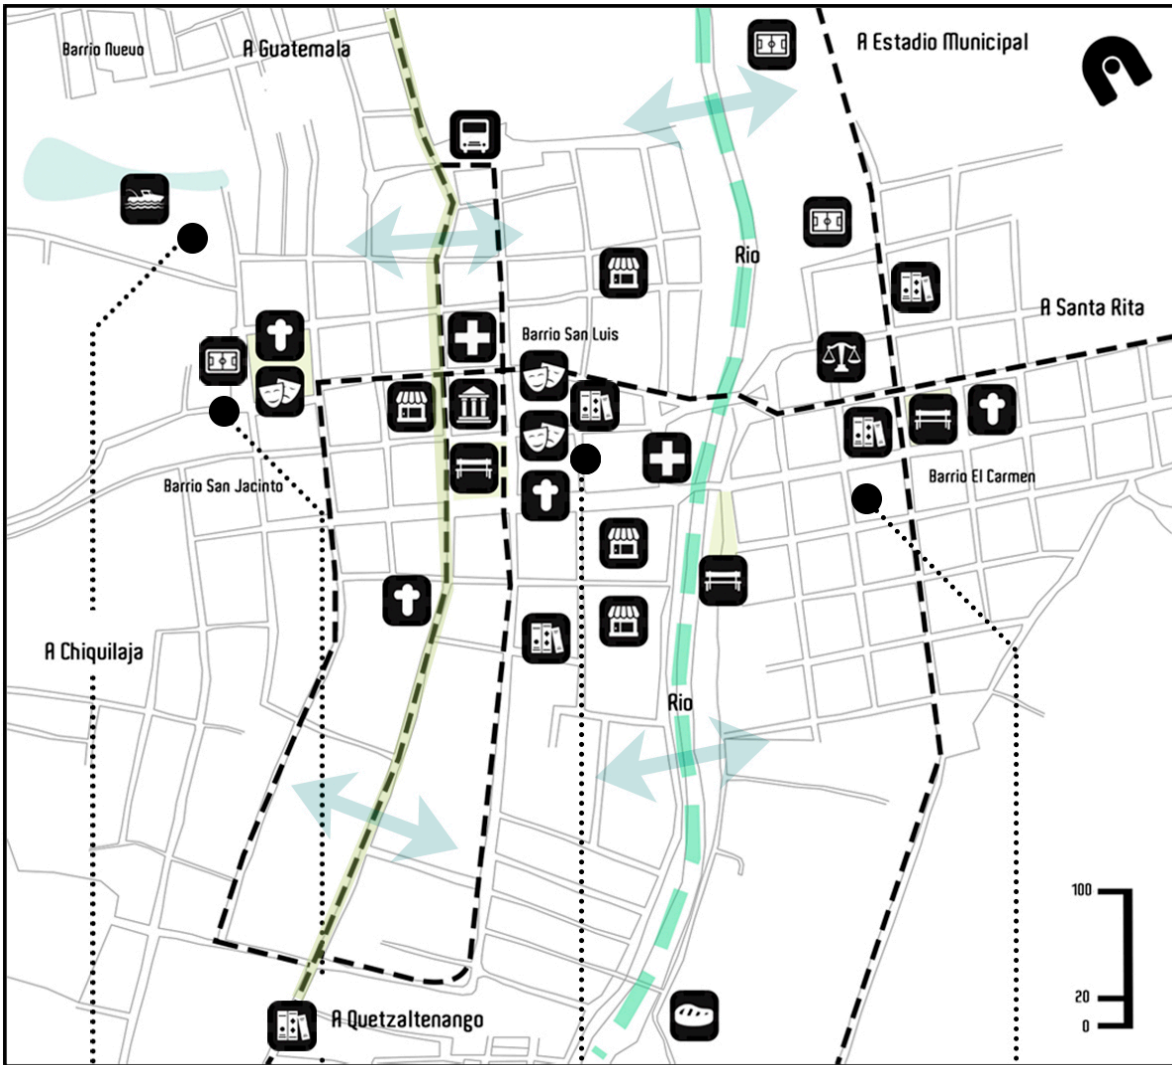 Barrio Nuevo
A Guatemala
A Estadio Municipal
Rio
A Santa Rita
Barrio San Luis
Barrio San Jacinto
Barrio El Carmen
A Chiquilaja
Rio
100
20
0
A Quetzaltenango